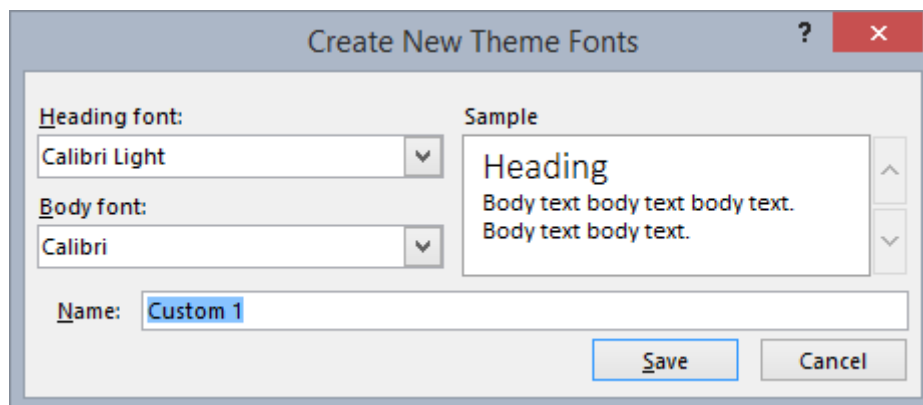 Create New Theme Fonts
?
Heading font:
Calibri Light
Body font:
Calibri
Sample
Heading
Body text body text body text.
Body text body text.
Name:
Custom 1
Save
Cancel